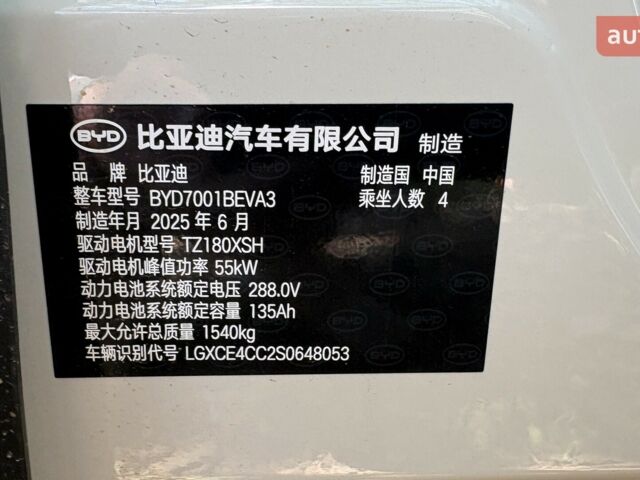 aut
BYD 比亚迪汽车有限公司 制造
品 牌 比亚迪 制造国 中国
整车型号 BYD7001BEVA3 乘坐人数 4
制造年月 2025 年 6 月
驱动电机型号 TZ180XSH
驱动电机峰值功率 55kW
动力电池系统额定电压 288.0V
动力电池系统额定容量 135Ah
最大允许总质量 1540kg
车辆识别代号 LGXCE4CC2S0648053